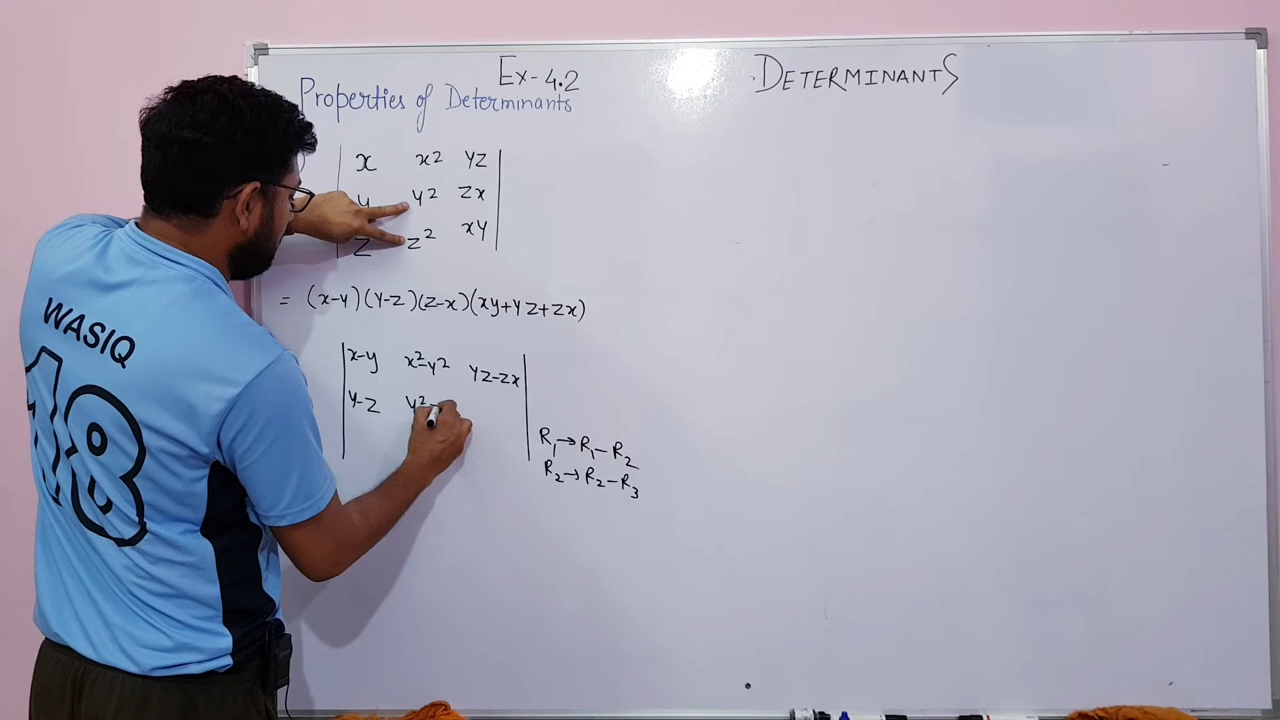 Ex-4.2
DETERMINANTS
Properties of Determinants
x x2 YZ
y Y2 Zx
Z Z2 xY
= (x-y)(Y-Z)(Z-x)(xy+YZ+Zx)
x-y x2-y2 YZ-Zx
Y-Z Y2-
R1→R1-R2
R2→R2-R3
WASIQ
18